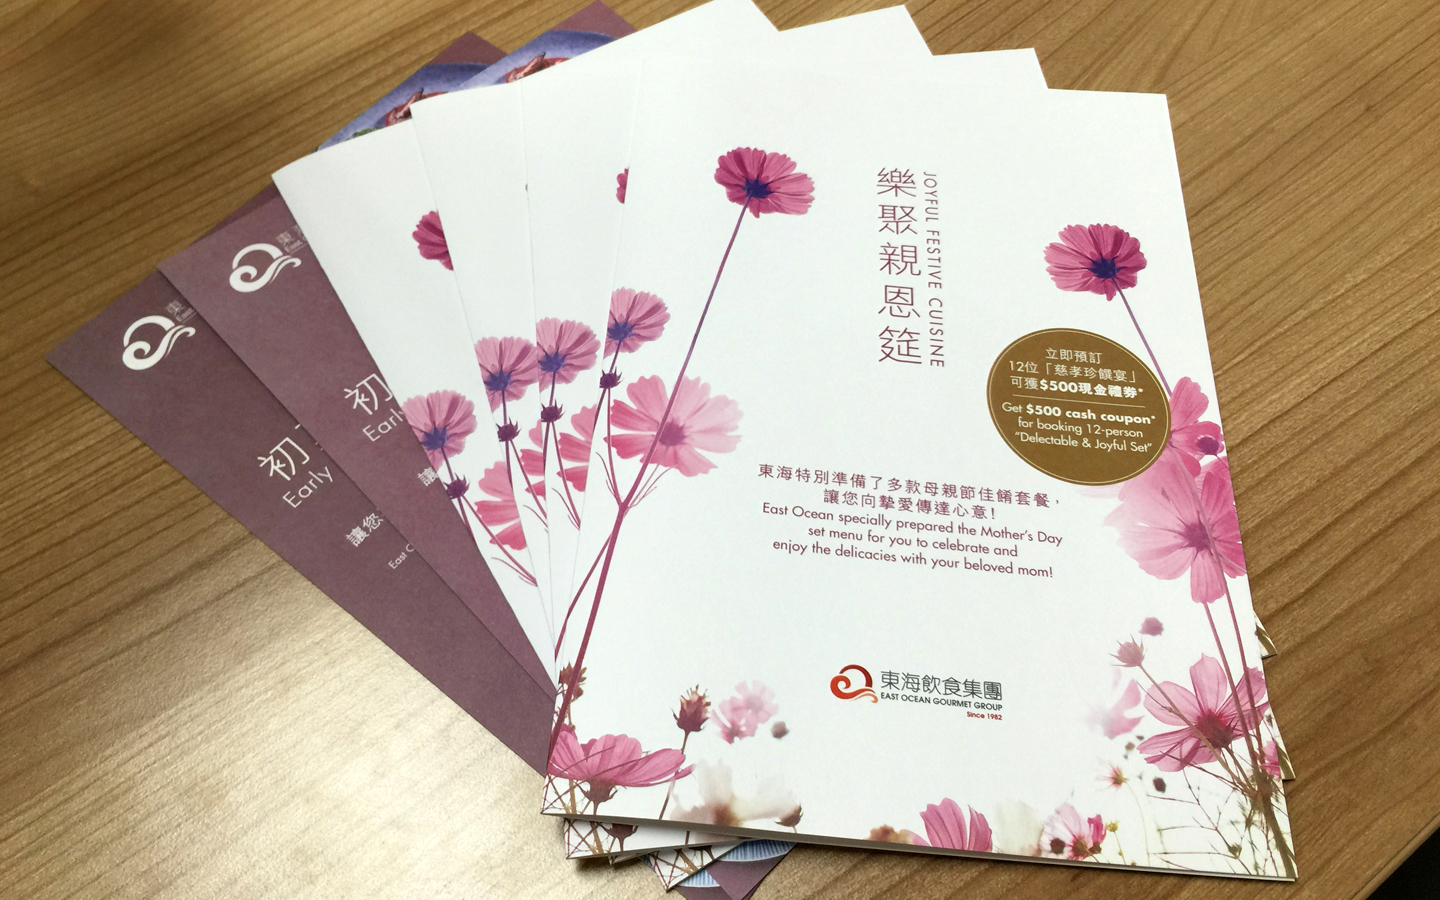 樂聚親恩筵
JOYFUL FESTIVE CUISINE
立即預訂
12位「慈孝珍饌宴」
可獲$500現金禮券*
Get $500 cash coupon*
for booking 12-person
“Delectable & Joyful Set”
東海特別準備了多款母親節佳餚套餐，
讓您向摯愛傳達心意!
East Ocean specially prepared the Mother's Day
set menu for you to celebrate and
enjoy the delicacies with your beloved mom!
東海飲食集團
EAST OCEAN GOURMET GROUP
Since 1982
東海
East
初
Early
讓
東
East
初
Early
讓您
East O